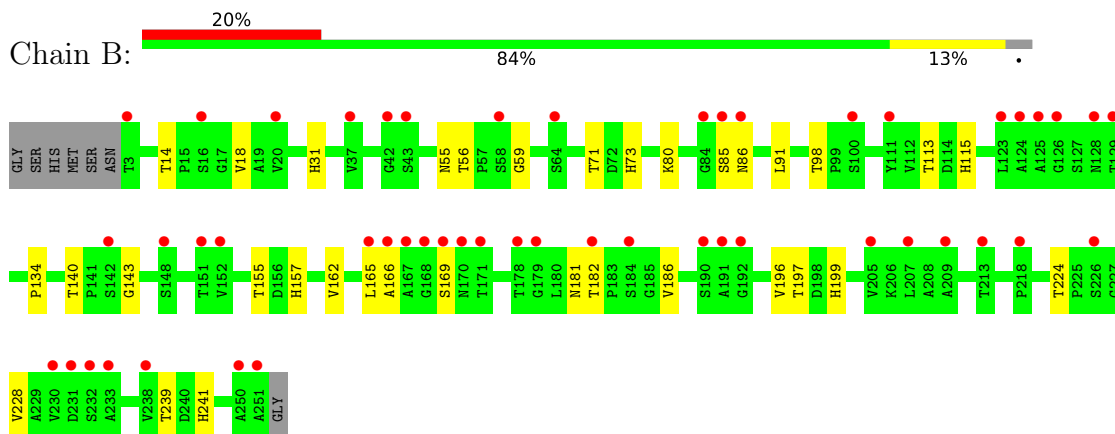 20%
Chain B:
84% 13% •
GLY SER HIS MET SER ASN T3 T14 P15 S16 G17 V18 A19 V20 H31 V37 G42 S43 N55 T56 P57 S58 G59 S64 T71 D72 H73 K80 G84 S85 N86 L91 T98 P99 S100 Y111 V112 T113 D114 H115 L123 A124 A125 G126 S127 N128 T129
P134 T140 P141 S142 G143 S148 T151 V152 T155 D156 H157 V162 L165 A166 A167 G168 S169 N170 T171 T178 G179 L180 N181 T182 P183 S184 G185 V186 S190 A191 G192 V196 T197 D198 H199 V205 K206 L207 A208 A209 T213 P218 T224 P225 S226 G227
V228 A229 V230 D231 S232 A233 V238 T239 D240 H241 A250 A251 GLY